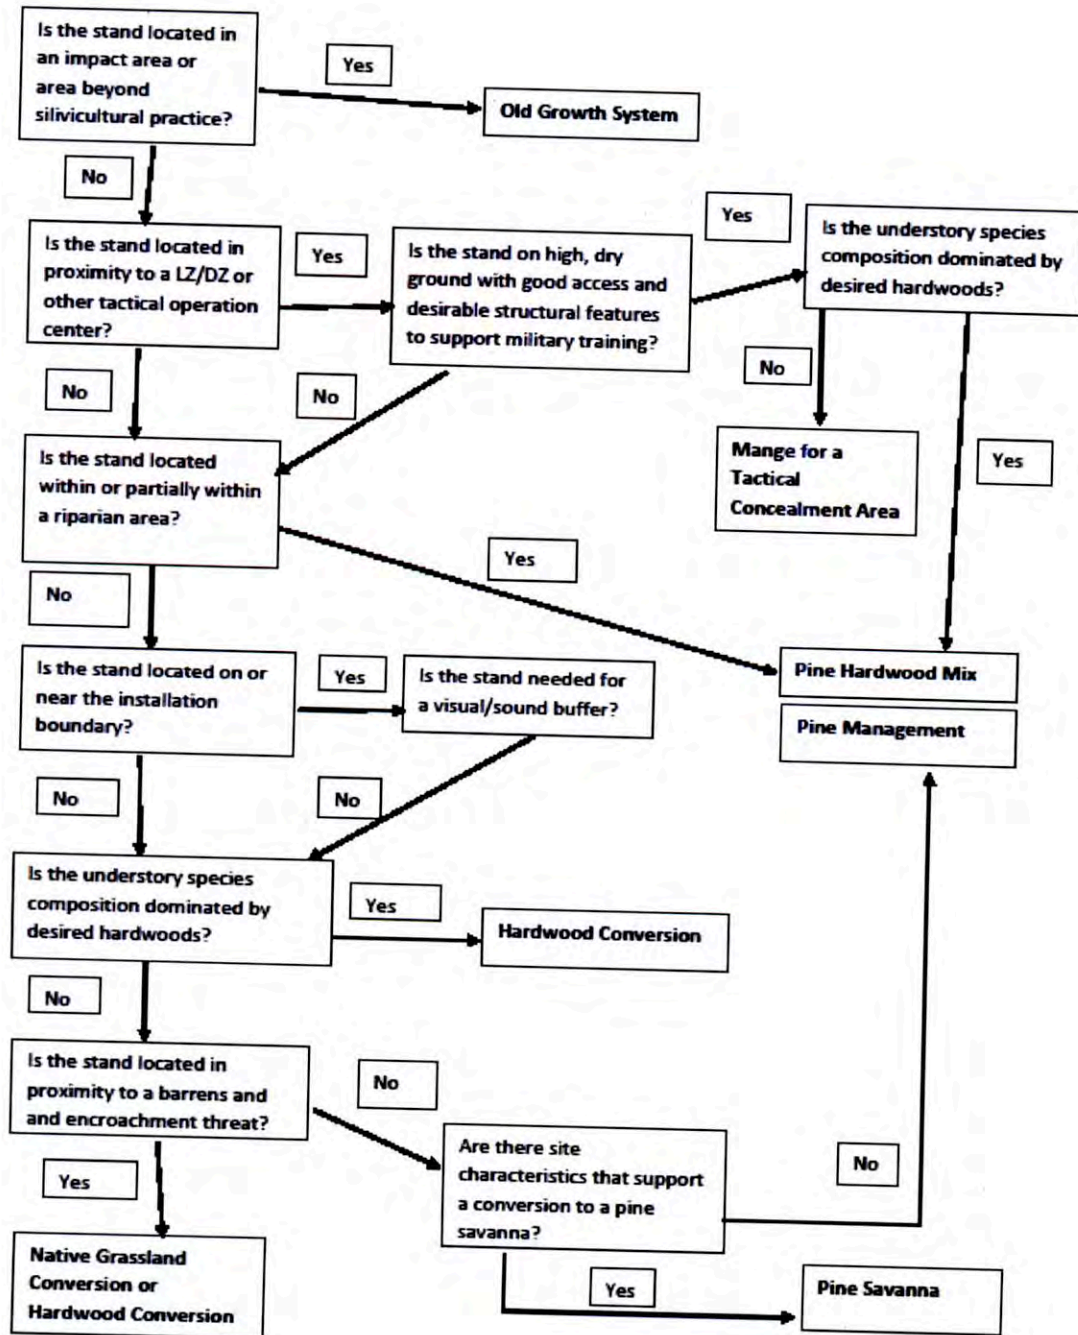 Is the stand located in
an impact area or
area beyond
silivicultural practice?
Yes
Old Growth System
No
Is the stand located in
proximity to a LZ/DZ or
other tactical operation
center?
Yes
Is the stand on high, dry
ground with good access and
desirable structural features
to support military training?
Yes
Is the understory species
composition dominated by
desired hardwoods?
No
No
No
Mange for a
Tactical
Concealment Area
Yes
Is the stand located
within or partially within
a riparian area?
Yes
No
Is the stand located on or
near the installation
boundary?
Yes
Is the stand needed for
a visual/sound buffer?
Pine Hardwood Mix
Pine Management
No
No
Is the understory species
composition dominated by
desired hardwoods?
Yes
Hardwood Conversion
No
Is the stand located in
proximity to a barrens and
and encroachment threat?
No
Are there site
characteristics that support
a conversion to a pine
savanna?
No
Yes
Native Grassland
Conversion or
Hardwood Conversion
Yes
Pine Savanna